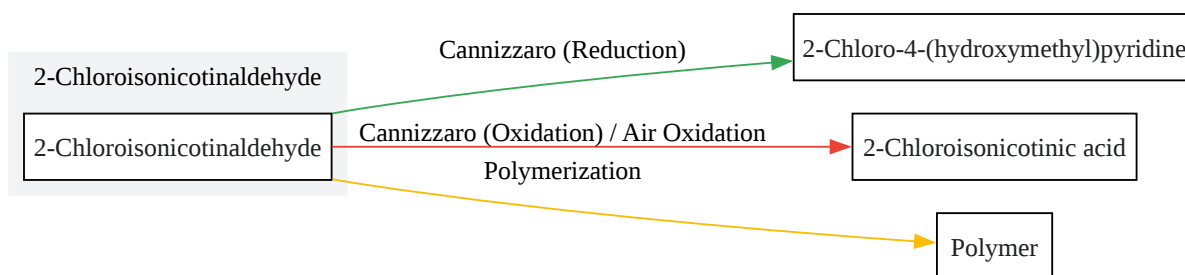 Cannizzaro (Reduction)
2-Chloro-4-(hydroxymethyl)pyridine
2-Chloroisonicotinaldehyde
2-Chloroisonicotinaldehyde
Cannizzaro (Oxidation) / Air Oxidation
2-Chloroisonicotinic acid
Polymerization
Polymer